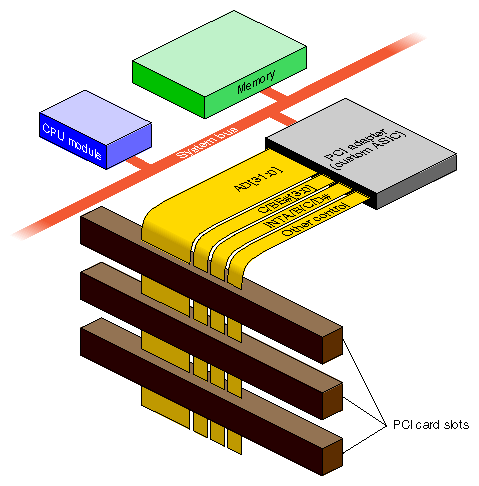 Memory
CPU module
System bus
PCI adapter
(custom ASIC)
AD[31:0]
C/BE#[3:0]
INTA/B/C/D#
Other control
PCI card slots